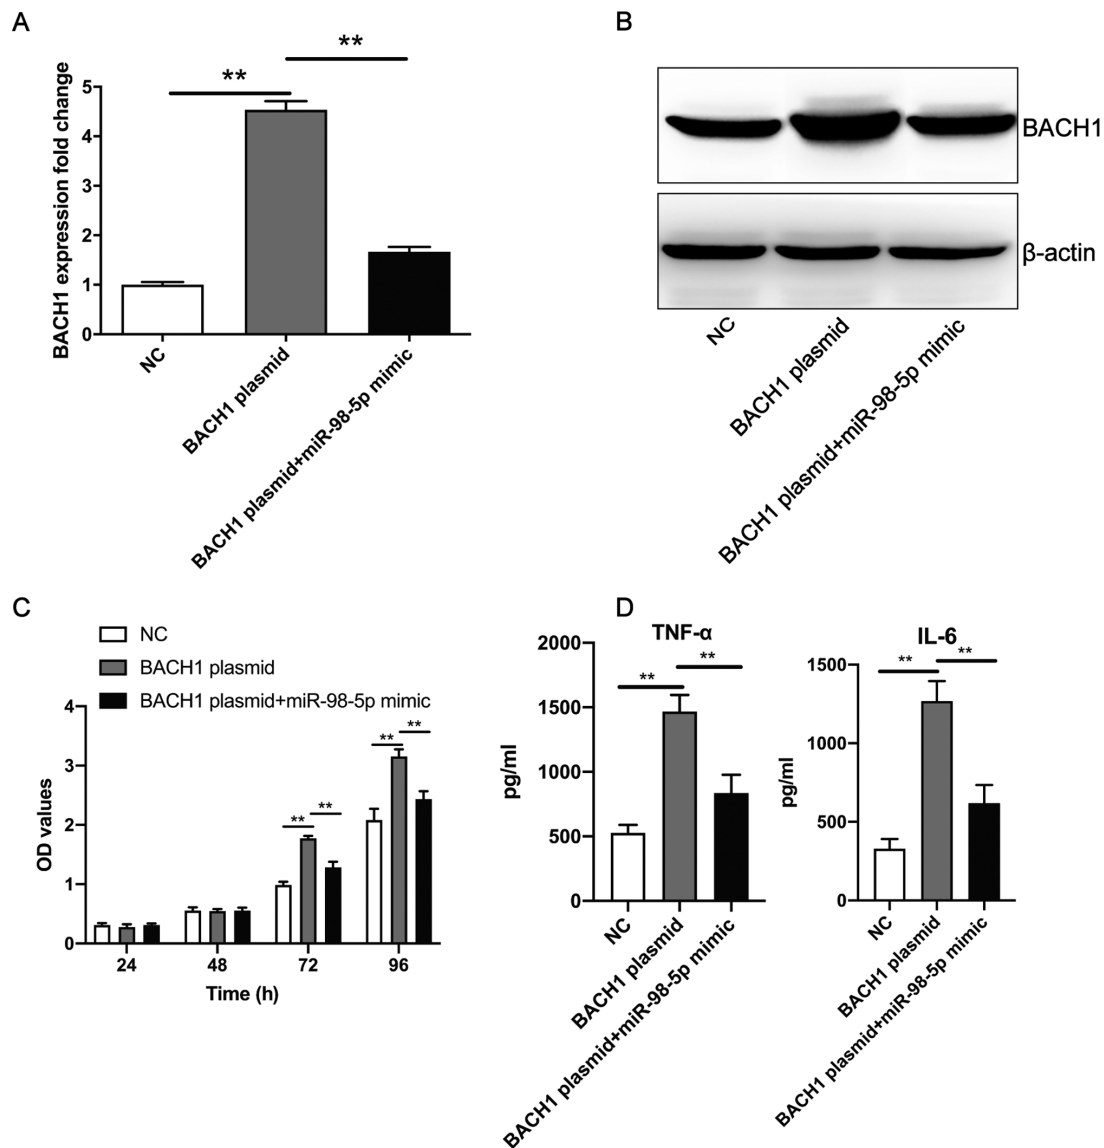 A
BACH1 expression fold change
5
4
3
2
1
0
**
**
NC
BACH1 plasmid
BACH1 plasmid+miR-98-5p mimic
B
BACH1
β-actin
NC
BACH1 plasmid
BACH1 plasmid+miR-98-5p mimic
C
NC
BACH1 plasmid
BACH1 plasmid+miR-98-5p mimic
OD values
4
3
2
1
0
**
**
**
**
24 48 72 96
Time (h)
D
TNF-α
pg/ml
2000
1500
1000
500
0
**
**
NC
BACH1 plasmid
BACH1 plasmid+miR-98-5p mimic
IL-6
pg/ml
1500
1000
500
0
**
**
NC
BACH1 plasmid
BACH1 plasmid+miR-98-5p mimic